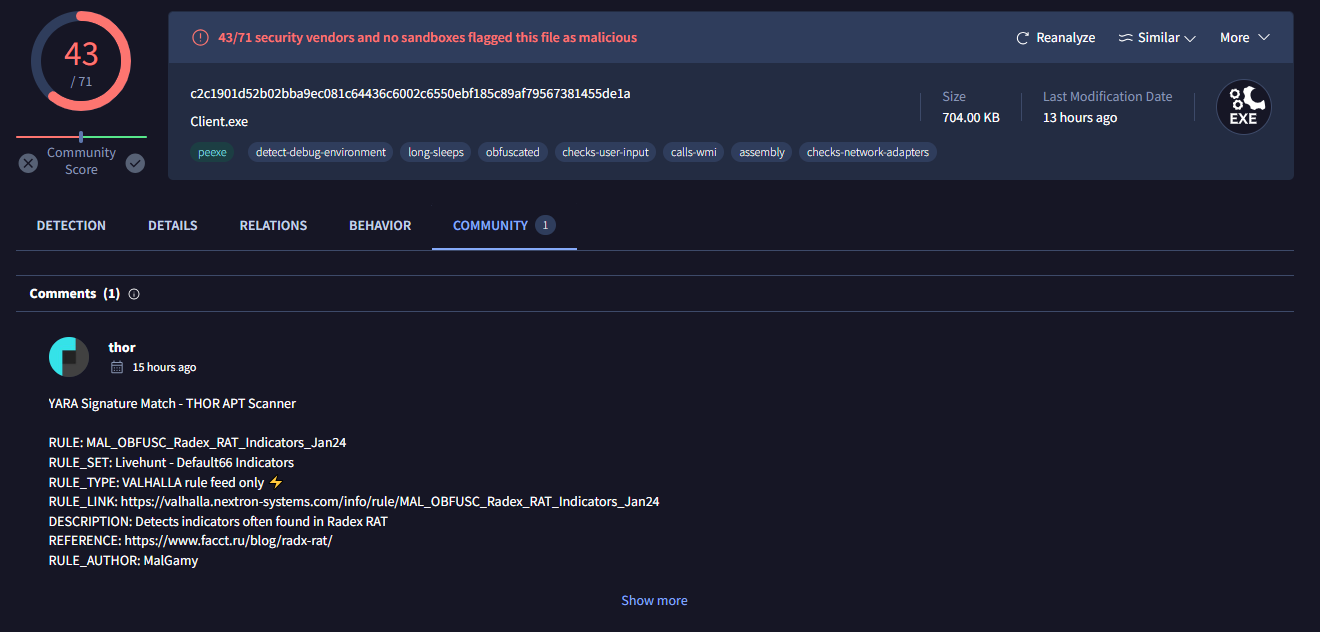 43
/ 71
Community
Score
43/71 security vendors and no sandboxes flagged this file as malicious
Reanalyze
Similar
More
c2c1901d52b02bba9ec081c64436c6002c6550ebf185c89af79567381455de1a
Client.exe
Size
704.00 KB
Last Modification Date
13 hours ago
EXE
peexe detect-debug-environment long-sleeps obfuscated checks-user-input calls-wmi assembly checks-network-adapters
DETECTION DETAILS RELATIONS BEHAVIOR COMMUNITY 1
Comments (1)
thor
15 hours ago
YARA Signature Match - THOR APT Scanner
RULE: MAL_OBFUSC_Radex_RAT_Indicators_Jan24
RULE_SET: Livehunt - Default66 Indicators
RULE_TYPE: VALHALLA rule feed only ⚡
RULE_LINK: https://valhalla.nextron-systems.com/info/rule/MAL_OBFUSC_Radex_RAT_Indicators_Jan24
DESCRIPTION: Detects indicators often found in Radex RAT
REFERENCE: https://www.facct.ru/blog/radx-rat/
RULE_AUTHOR: MalGamy
Show more